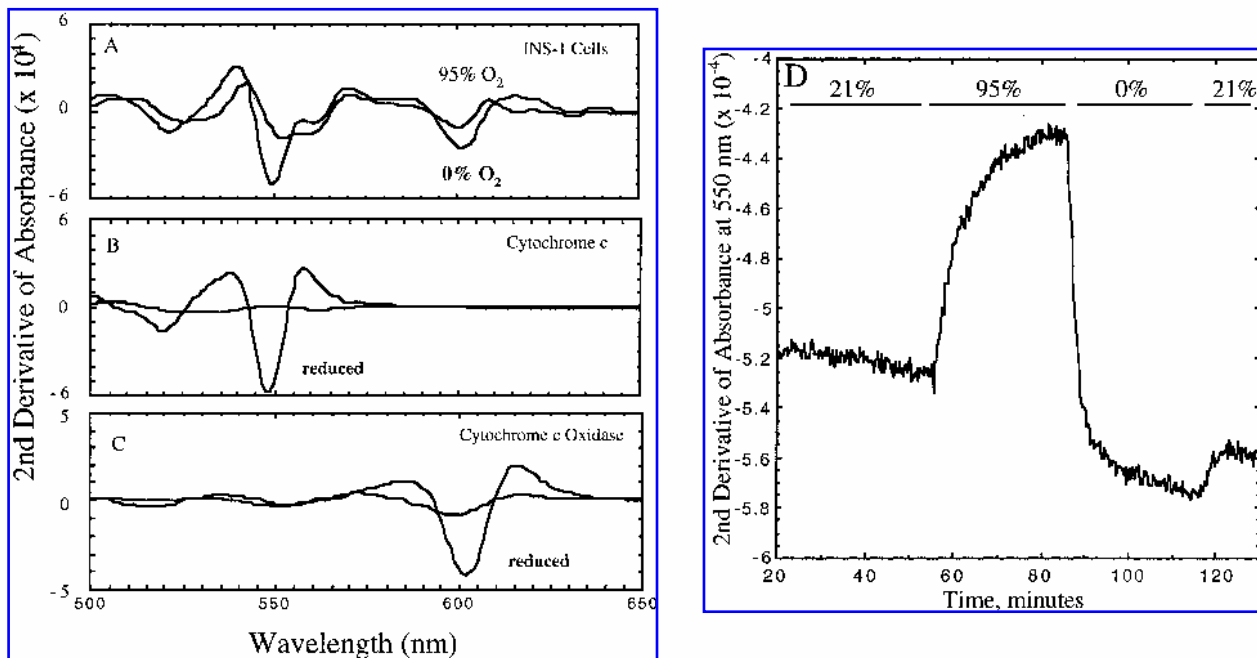 2nd Derivative of Absorbance (x 10⁴)
A
INS-1 Cells
95% O₂
0% O₂
6
0
-6
B
Cytochrome c
reduced
6
0
-6
C
Cytochrome c Oxidase
reduced
5
0
-5
500 550 600 650
Wavelength (nm)
D
21% 95% 0% 21%
2nd Derivative of Absorbance at 550 nm (x 10⁻⁴)
-4
-4.2
-4.4
-4.6
-4.8
-5
-5.2
-5.4
-5.6
-5.8
-6
20 40 60 80 100 120
Time, minutes